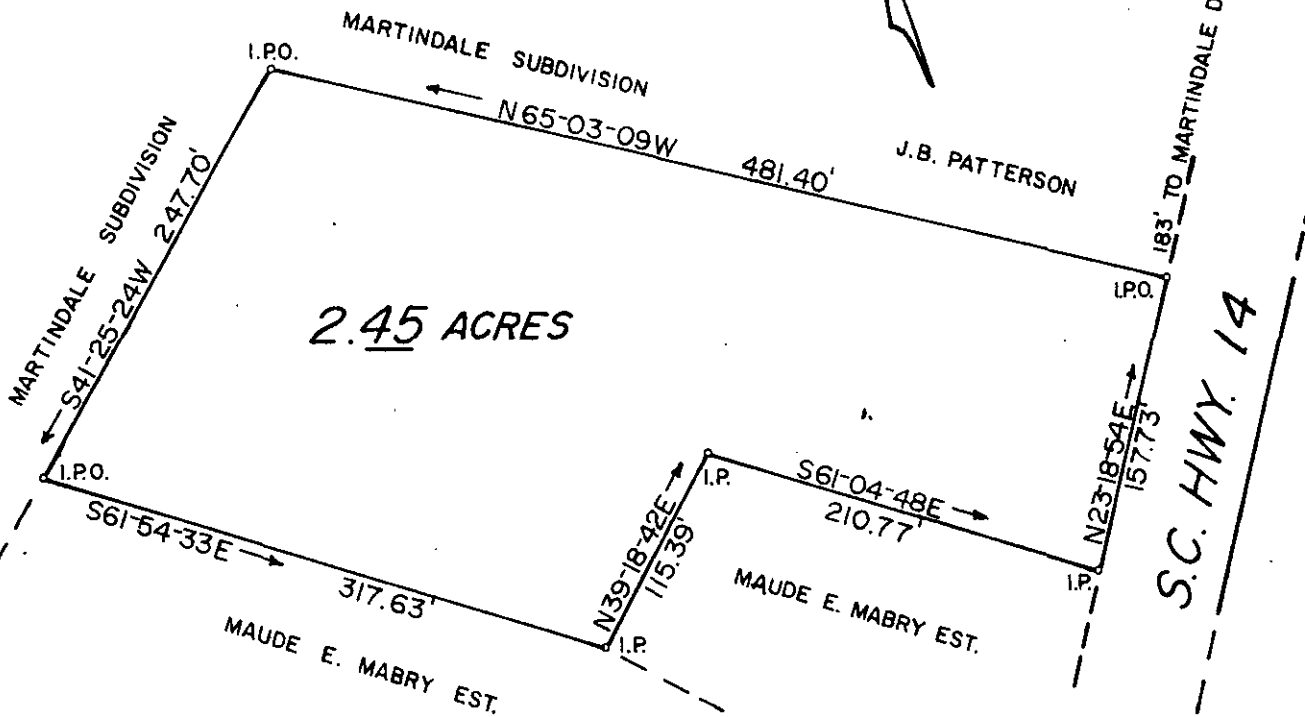 MARTINDALE SUBDIVISION
I.P.O.
N65-03-09W
481.40'
J.B. PATTERSON
183' TO MARTINDALE D
I.P.O.
MARTINDALE SUBDIVISION
S41-25-24W 247.70'
2.45 ACRES
S.C. HWY. 14
N23-18-54E
157.73'
I.P.O.
S61-54-33E
317.63'
MAUDE E. MABRY EST.
N39-18-42E
115.39'
I.P.
I.P.
S61-04-48E
210.77'
I.P.
MAUDE E. MABRY EST.